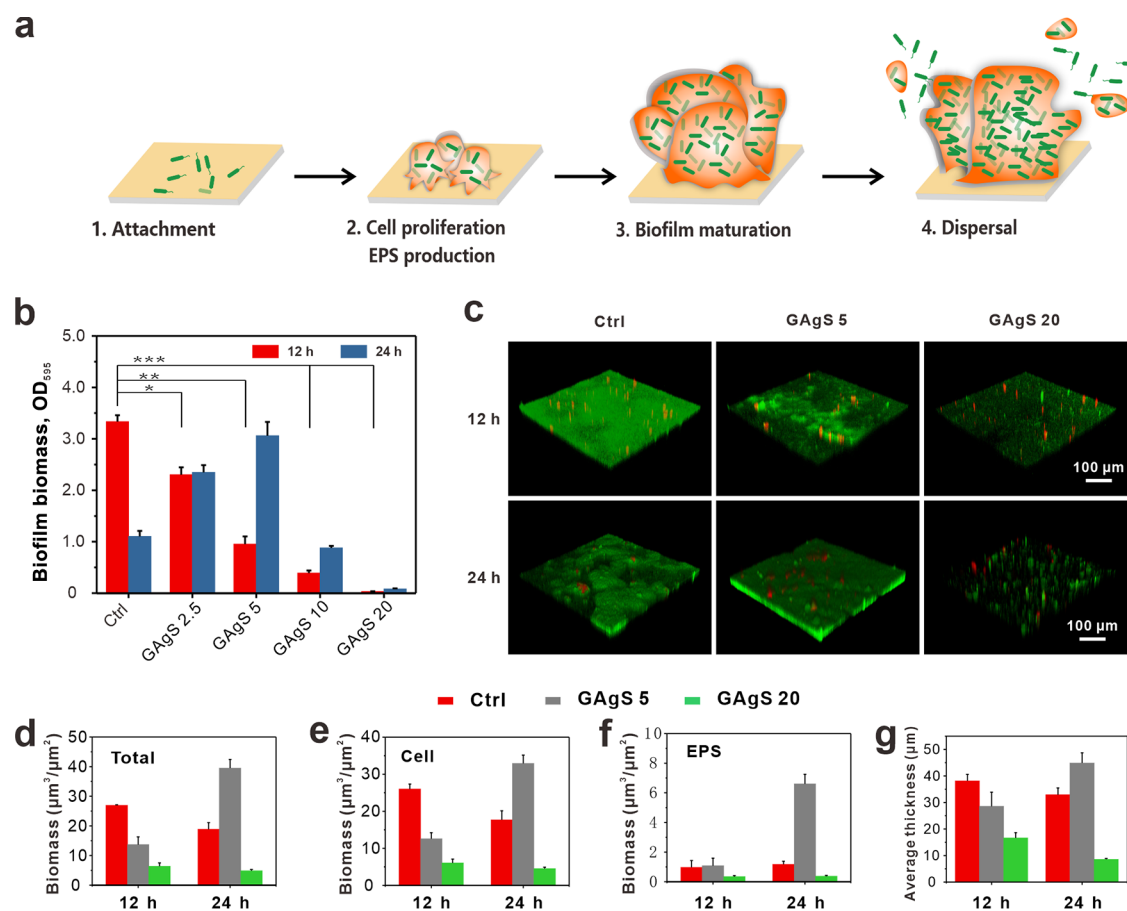 a
1. Attachment
2. Cell proliferation
EPS production
3. Biofilm maturation
4. Dispersal
b
Biofilm biomass, OD₅₉₅
5.0
4.0
3.0
2.0
1.0
0
12 h
24 h
***
**
*
Ctrl
GAgS 2.5
GAgS 5
GAgS 10
GAgS 20
c
Ctrl
GAgS 5
GAgS 20
12 h
100 μm
24 h
100 μm
Ctrl
GAgS 5
GAgS 20
d
Biomass (μm³/μm²)
50
40
30
20
10
0
Total
12 h
24 h
e
Biomass (μm³/μm²)
40
30
20
10
0
Cell
12 h
24 h
f
Biomass (μm³/μm²)
10
8
6
4
2
0
EPS
12 h
24 h
g
Average thickness (μm)
50
40
30
20
10
0
12 h
24 h